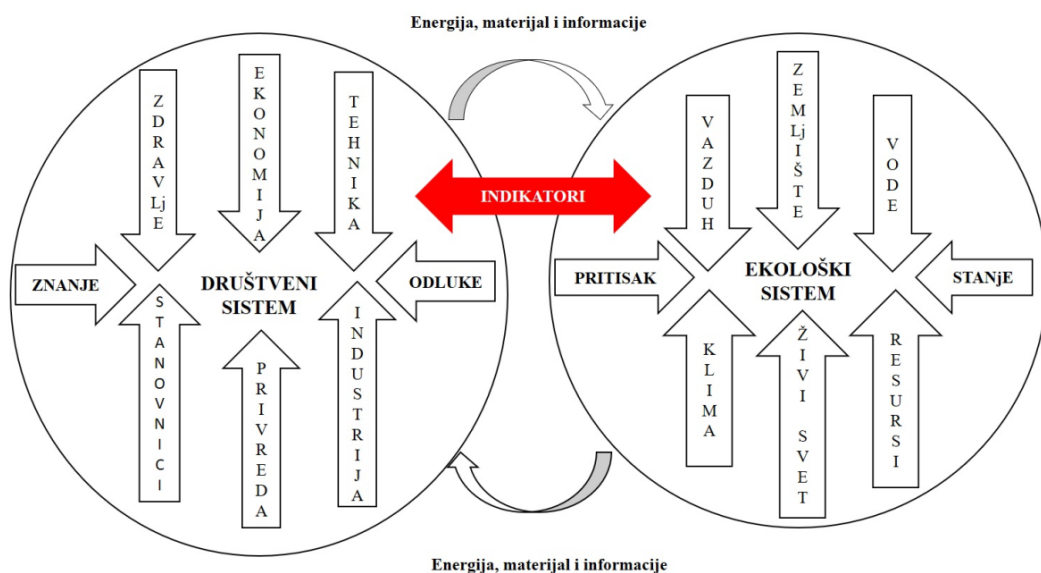 Energija, materijal i informacije
ZDRAVLjE
EKONOMIJA
TEHNIKA
ZNANJE
DRUŠTVENI
SISTEM
ODLUKE
STANOVNICI
PRIVREDA
INDUSTRIJA
INDIKATORI
VAZDUH
ZEMLjIŠTE
VODE
PRITISAK
EKOLOŠKI
SISTEM
STANjE
KLIMA
ŽIVI SVET
RESURSI
Energija, materijal i informacije